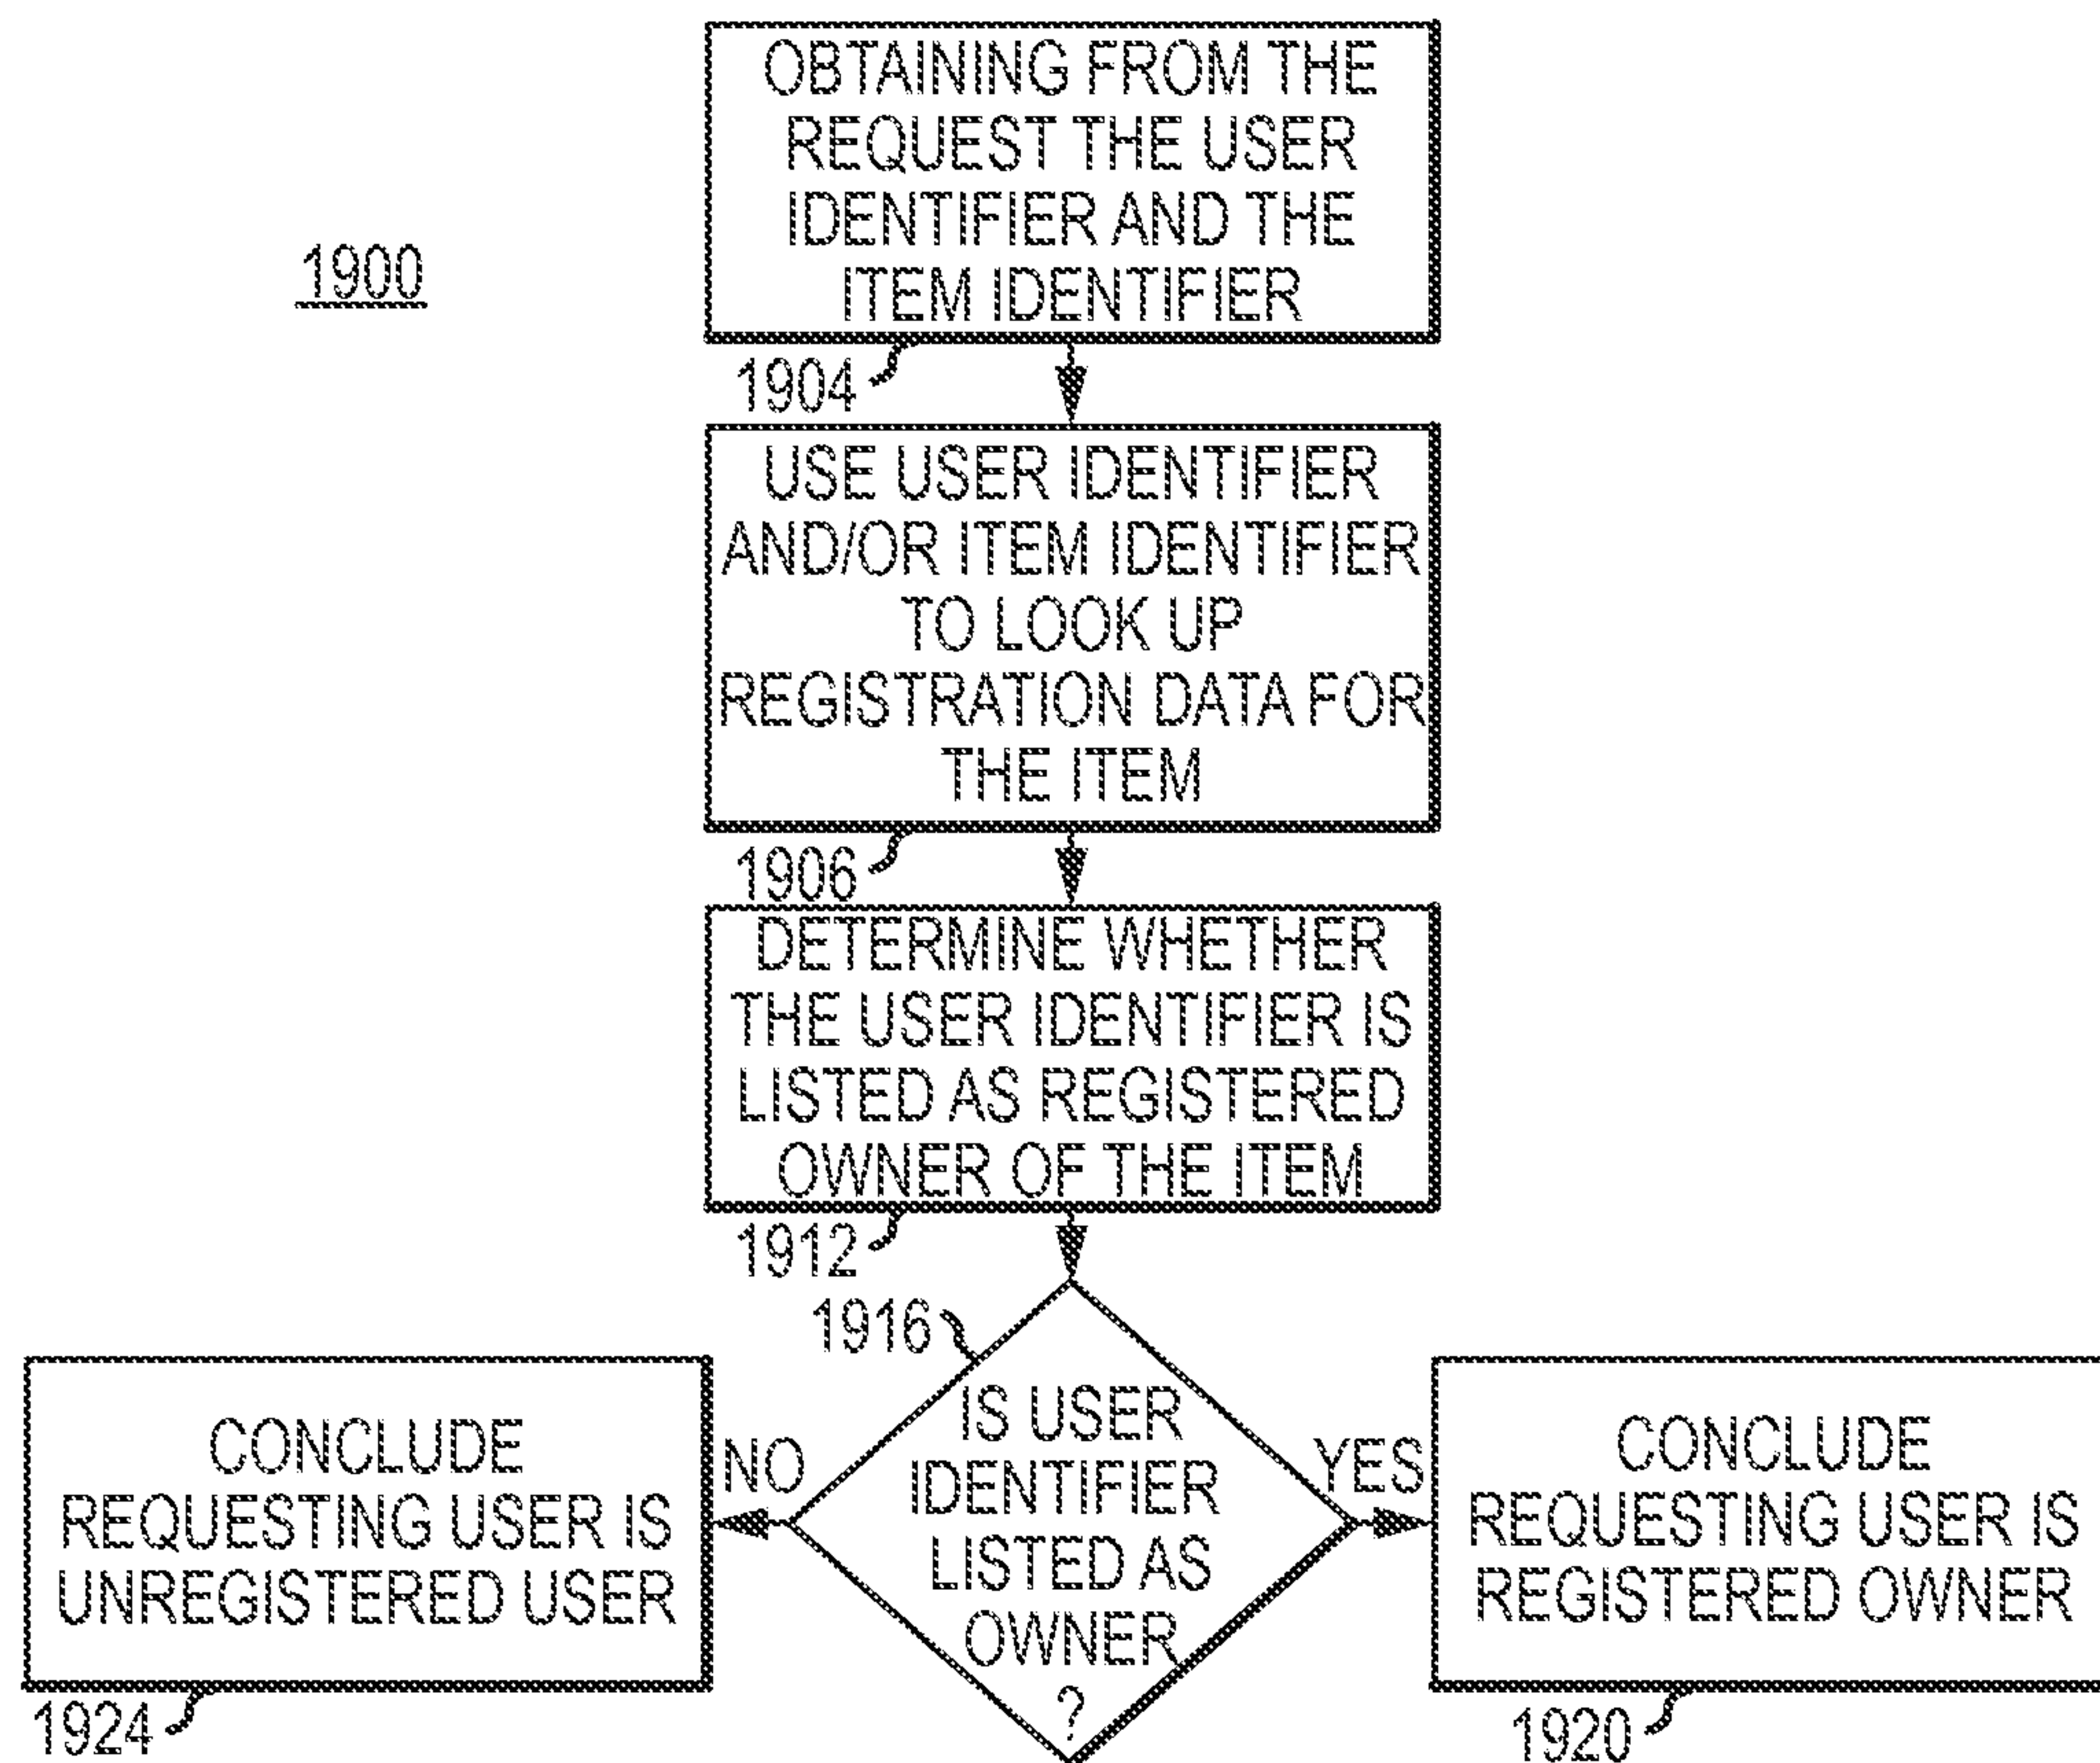 1900
OBTAINING FROM THE
REQUEST THE USER
IDENTIFIER AND THE
ITEM IDENTIFIER
1904
USE USER IDENTIFIER
AND/OR ITEM IDENTIFIER
TO LOOK UP
REGISTRATION DATA FOR
THE ITEM
1906
DETERMINE WHETHER
THE USER IDENTIFIER IS
LISTED AS REGISTERED
OWNER OF THE ITEM
1912
1916
IS USER
IDENTIFIER
LISTED AS
OWNER
?
NO
CONCLUDE
REQUESTING USER IS
UNREGISTERED USER
1924
YES
CONCLUDE
REQUESTING USER IS
REGISTERED OWNER
1920